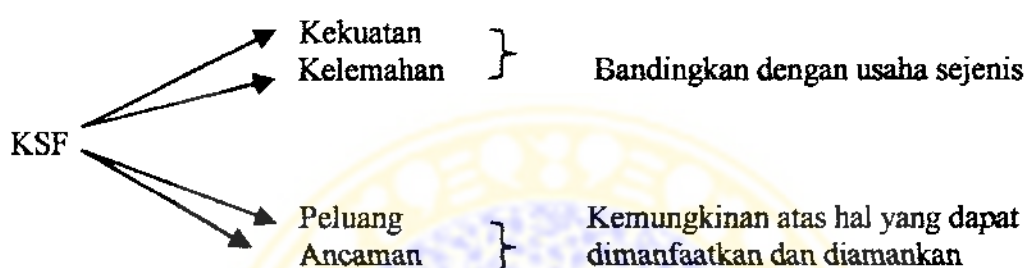 Kekuatan
Kelemahan
Bandingkan dengan usaha sejenis
KSF
Peluang
Ancaman
Kemungkinan atas hal yang dapat
dimanfaatkan dan diamankan